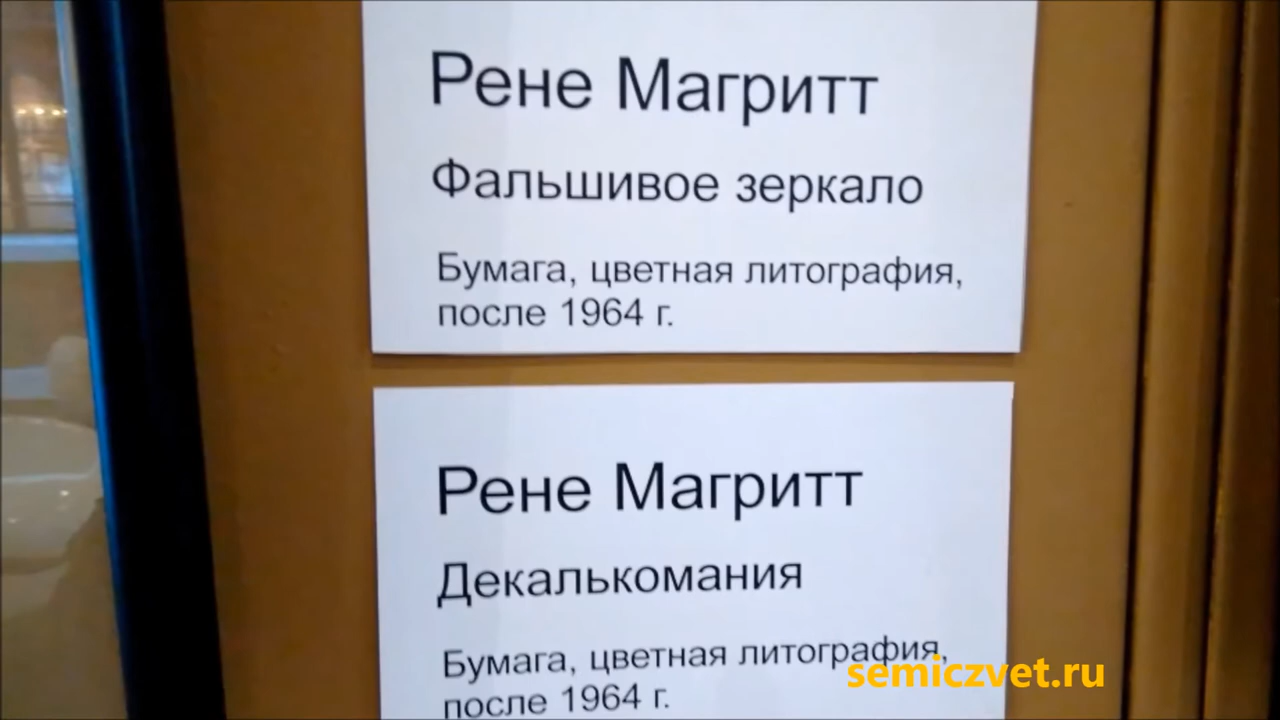 Рене Магритт
Фальшивое зеркало
Бумага, цветная литография,
после 1964 г.
Рене Магритт
Декалькомания
Бумага, цветная литография,
после 1964 г.
semiczvet.ru